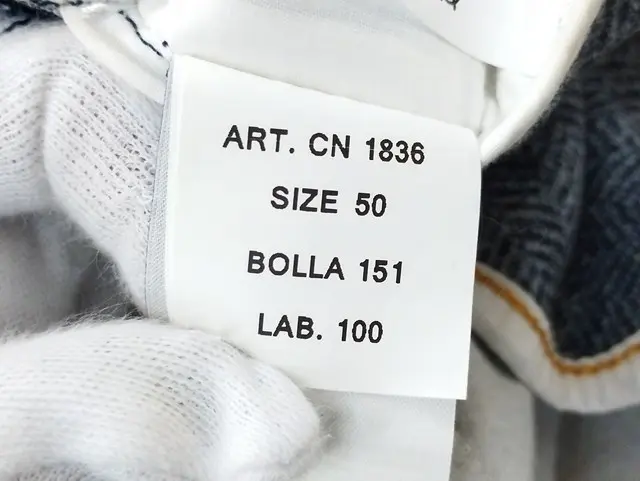 ART. CN 1836
SIZE 50
BOLLA 151
LAB. 100